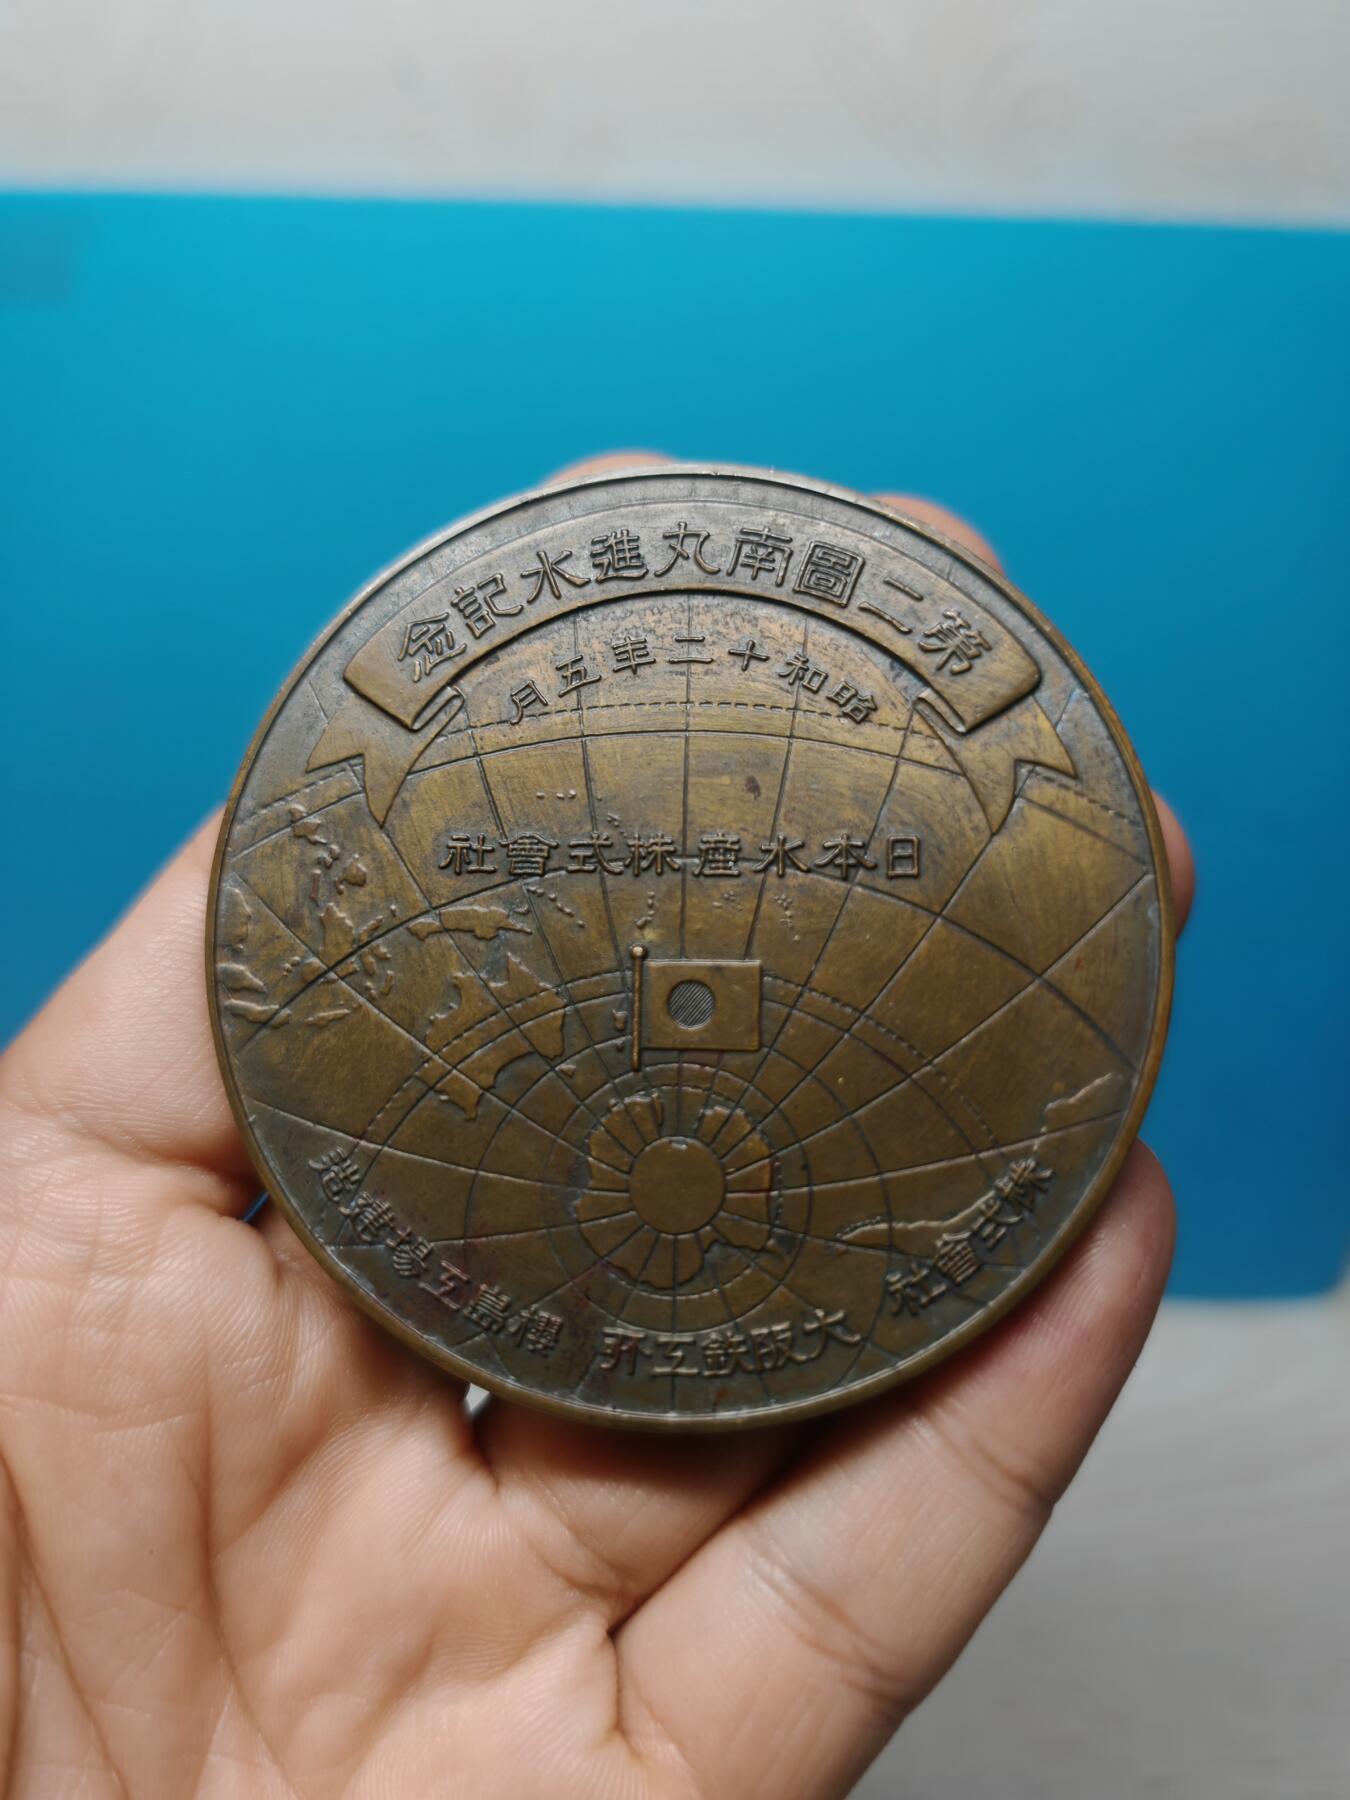 第二圖南丸進水記念
昭和十二年五月
日本水産株式會社
株式會社 大阪鉄工所 櫻島工場建造